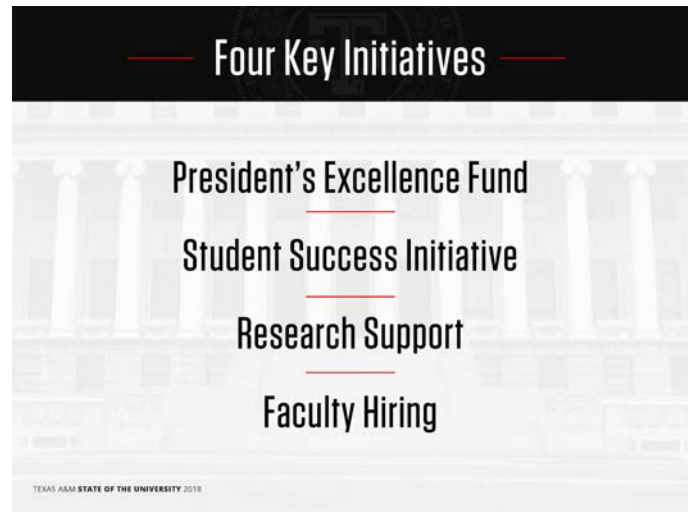 Four Key Initiatives
President’s Excellence Fund
Student Success Initiative
Research Support
Faculty Hiring
TEXAS A&M STATE OF THE UNIVERSITY 2018